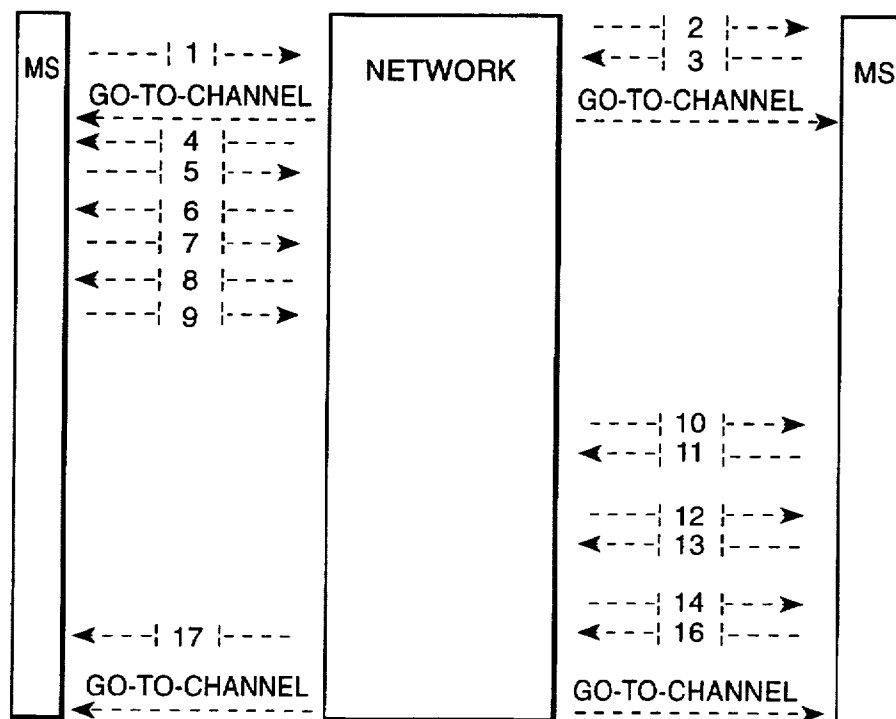 MS
1
NETWORK
2
3
MS
GO-TO-CHANNEL
GO-TO-CHANNEL
4
5
6
7
8
9
10
11
12
13
14
16
17
GO-TO-CHANNEL
GO-TO-CHANNEL